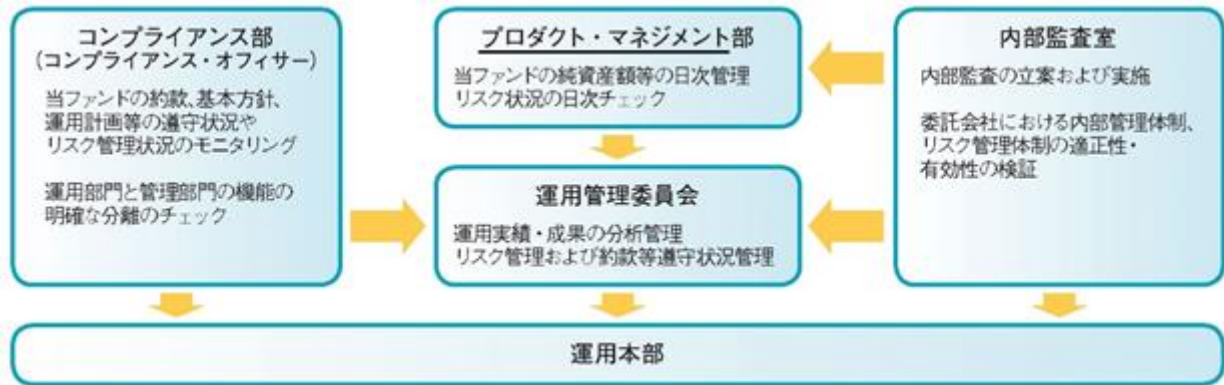 コンプライアンス部
(コンプライアンス・オフィサー)
当ファンドの約款、基本方針、
運用計画等の遵守状況や
リスク管理状況のモニタリング
運用部門と管理部門の機能の
明確な分離のチェック
プロダクト・マネジメント部
当ファンドの純資産額等の日次管理
リスク状況の日次チェック
運用管理委員会
運用実績・成果の分析管理
リスク管理および約款等遵守状況管理
内部監査室
内部監査の立案および実施
委託会社における内部管理体制、
リスク管理体制の適正性・
有効性の検証
運用本部